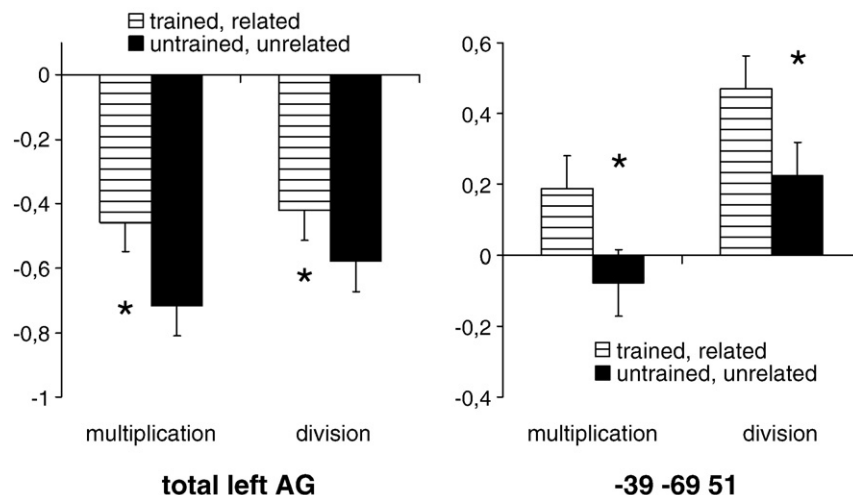 trained, related
untrained, unrelated
0
-0,2
-0,4
-0,6
-0,8
-1
*
*
multiplication
division
total left AG
0,6
0,4
0,2
0
-0,2
-0,4
*
*
trained, related
untrained, unrelated
multiplication
division
-39 -69 51